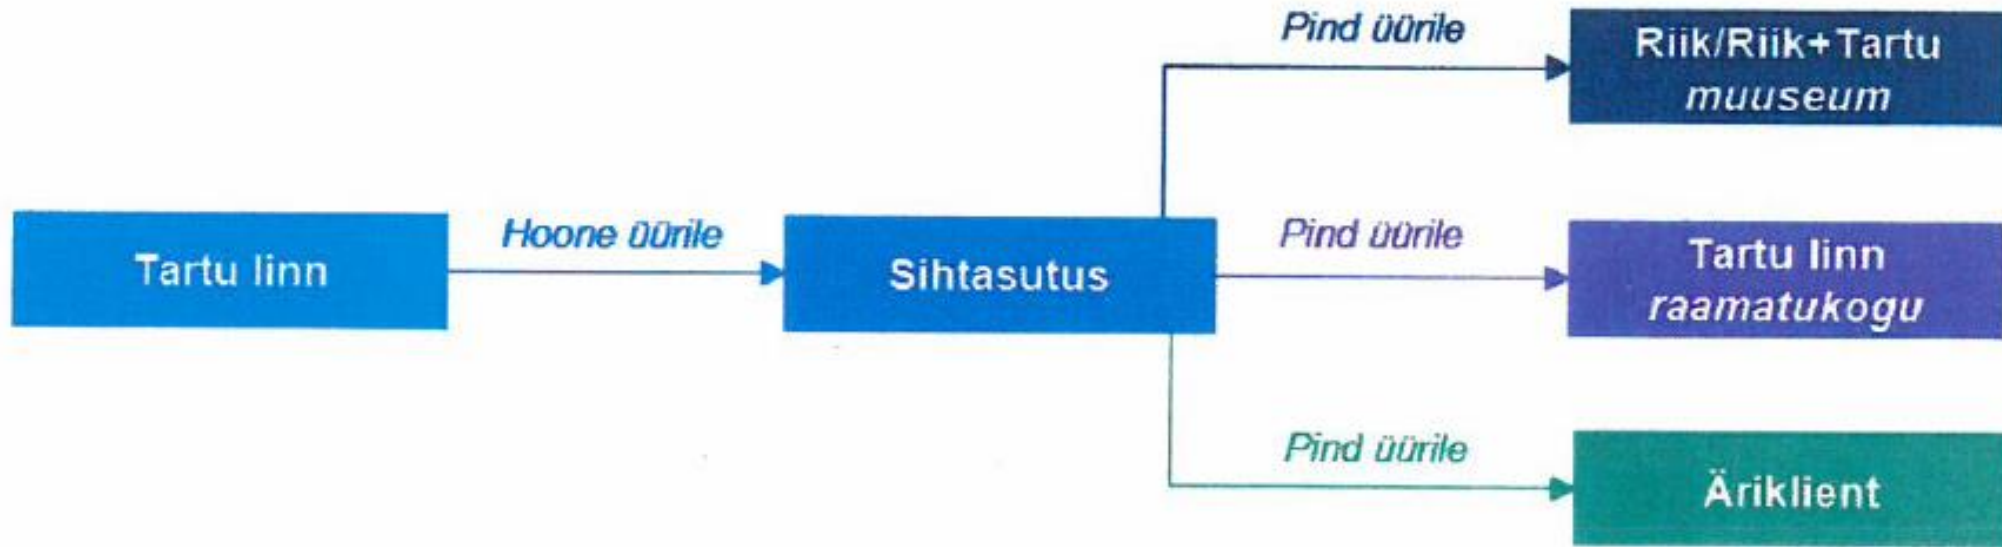 Pind üürile
Riik/Riik+Tartu
muuseum
Tartu linn
Hoone üürile
Sihtasutus
Pind üürile
Tartu linn
raamatukogu
Pind üürile
Äriklient